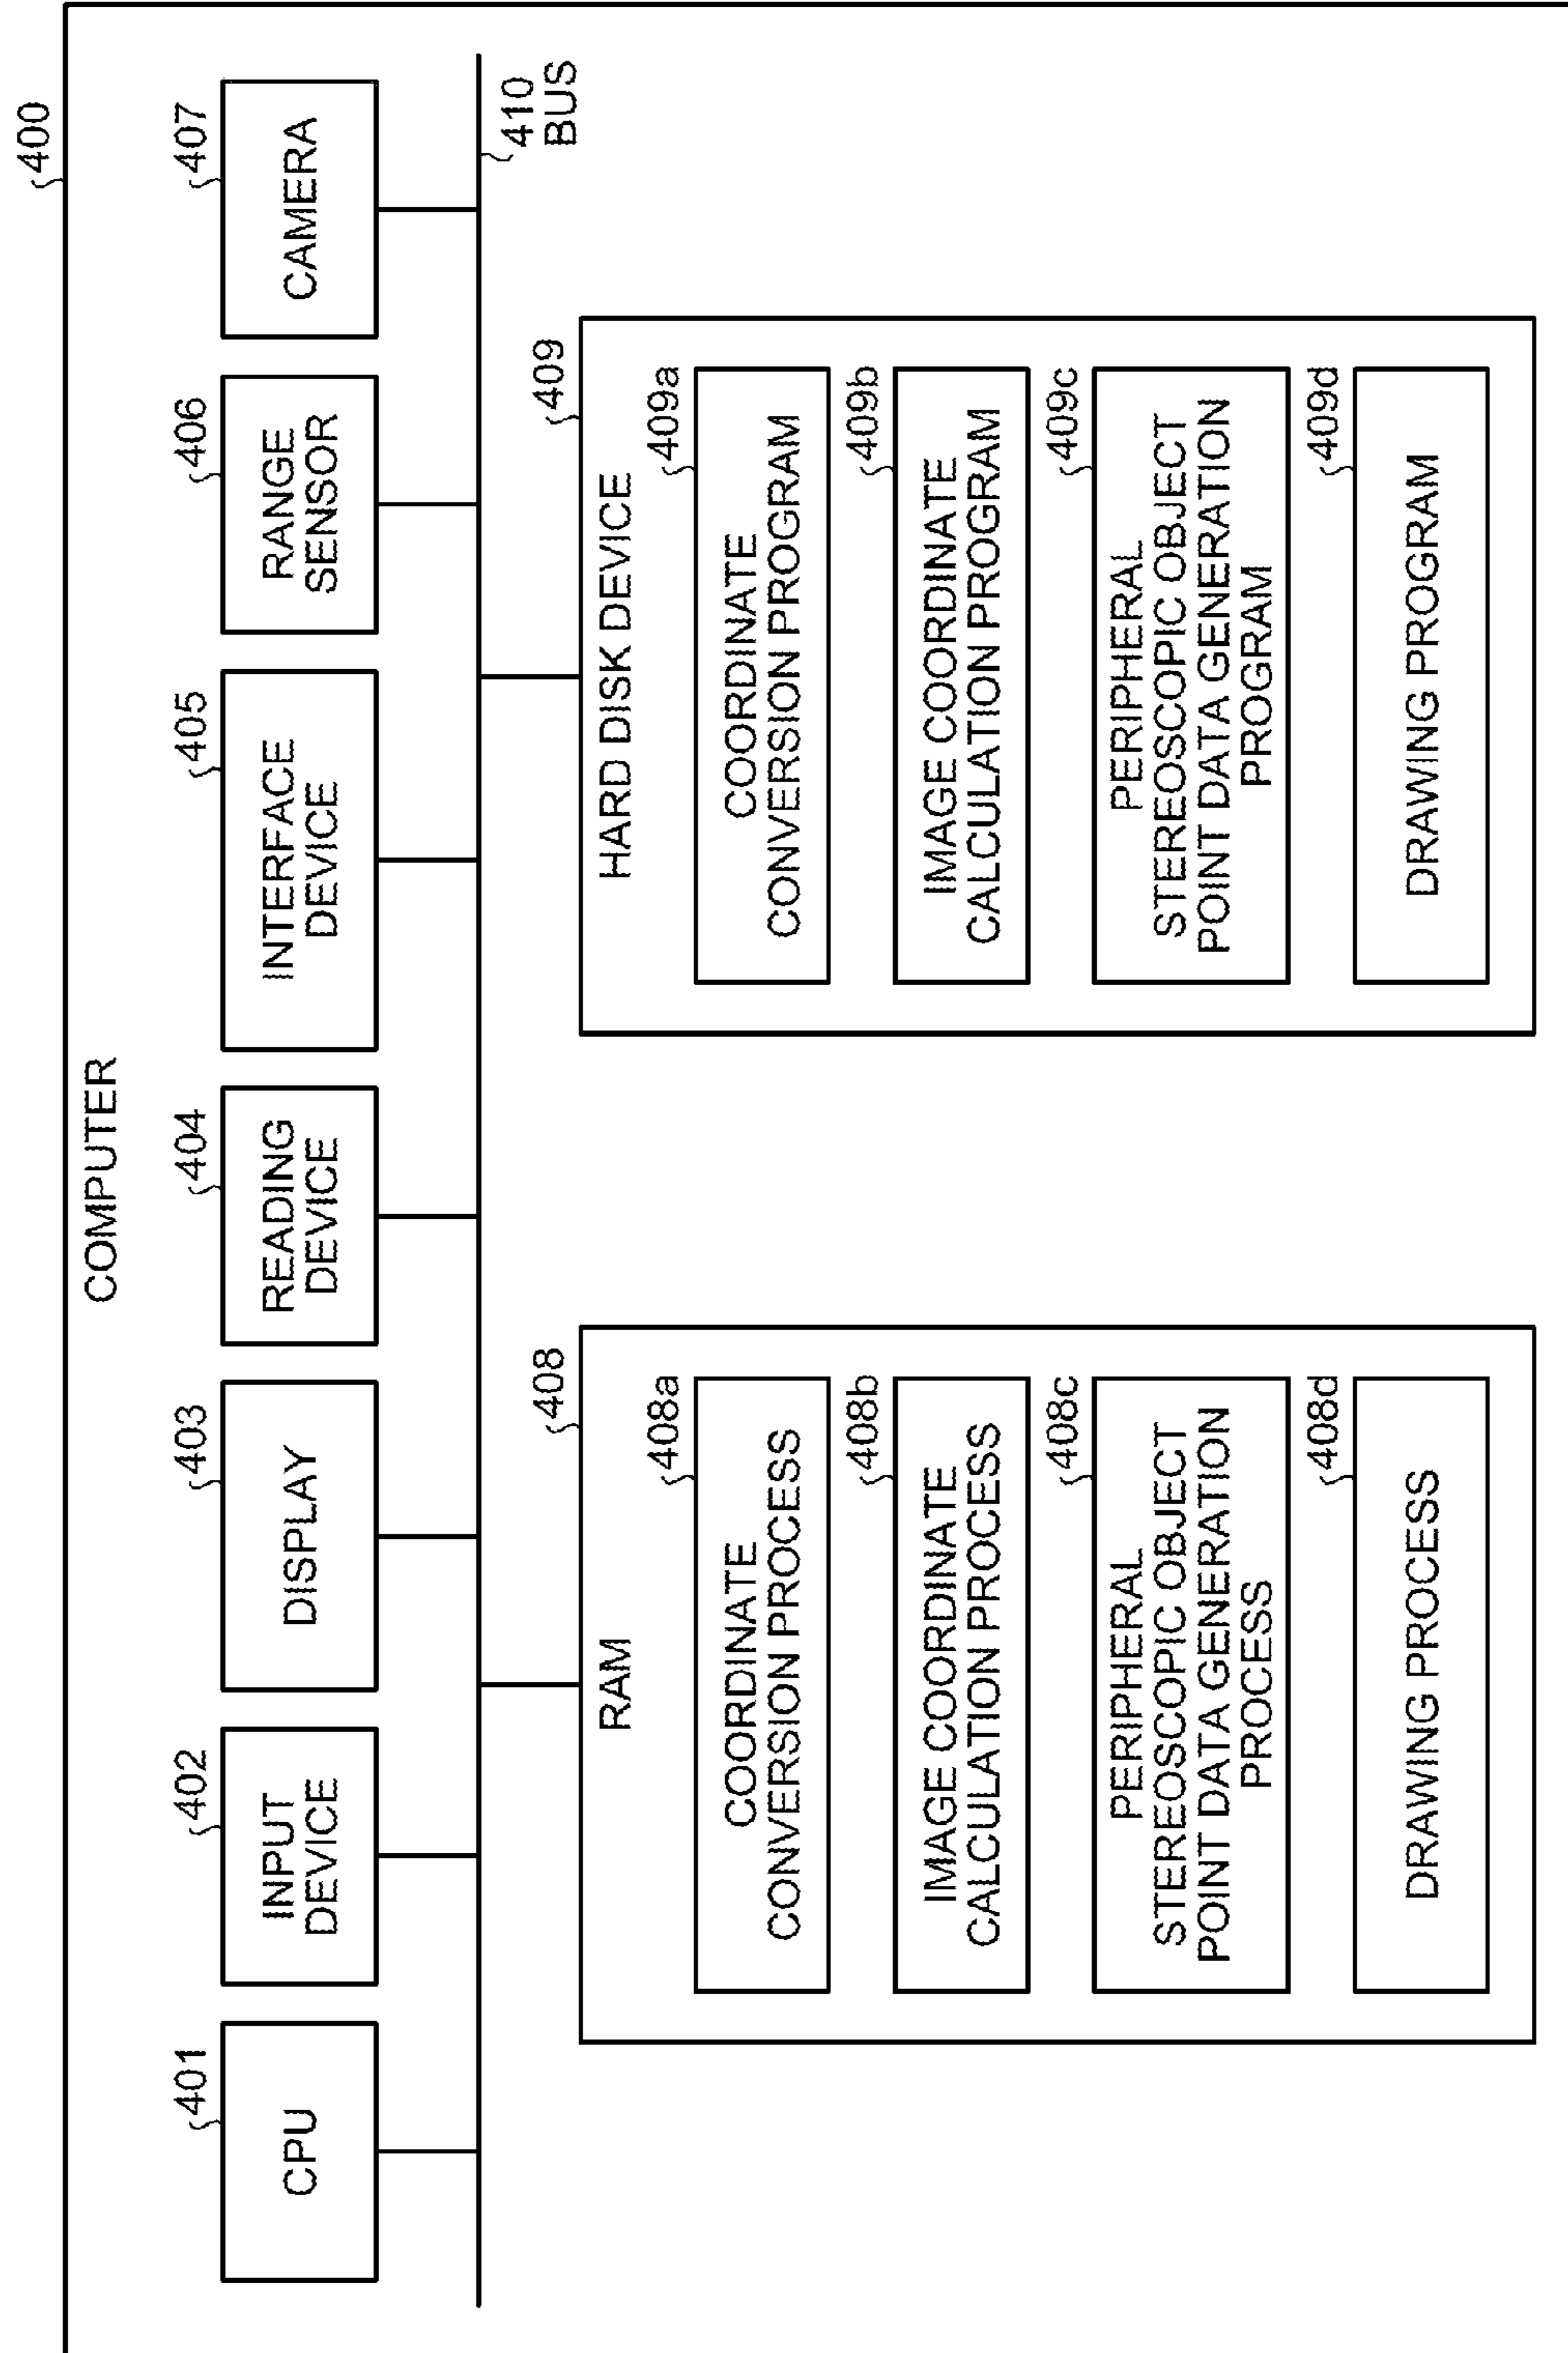 400
COMPUTER
401
CPU
402
INPUT
DEVICE
403
DISPLAY
404
READING
DEVICE
405
INTERFACE
DEVICE
406
RANGE
SENSOR
407
CAMERA
410
BUS
408
RAM
408a
COORDINATE
CONVERSION PROCESS
408b
IMAGE COORDINATE
CALCULATION PROCESS
408c
PERIPHERAL
STEREOSCOPIC OBJECT
POINT DATA GENERATION
PROCESS
408d
DRAWING PROCESS
409
HARD DISK DEVICE
409a
COORDINATE
CONVERSION PROGRAM
409b
IMAGE COORDINATE
CALCULATION PROGRAM
409c
PERIPHERAL
STEREOSCOPIC OBJECT
POINT DATA GENERATION
PROGRAM
409d
DRAWING PROGRAM